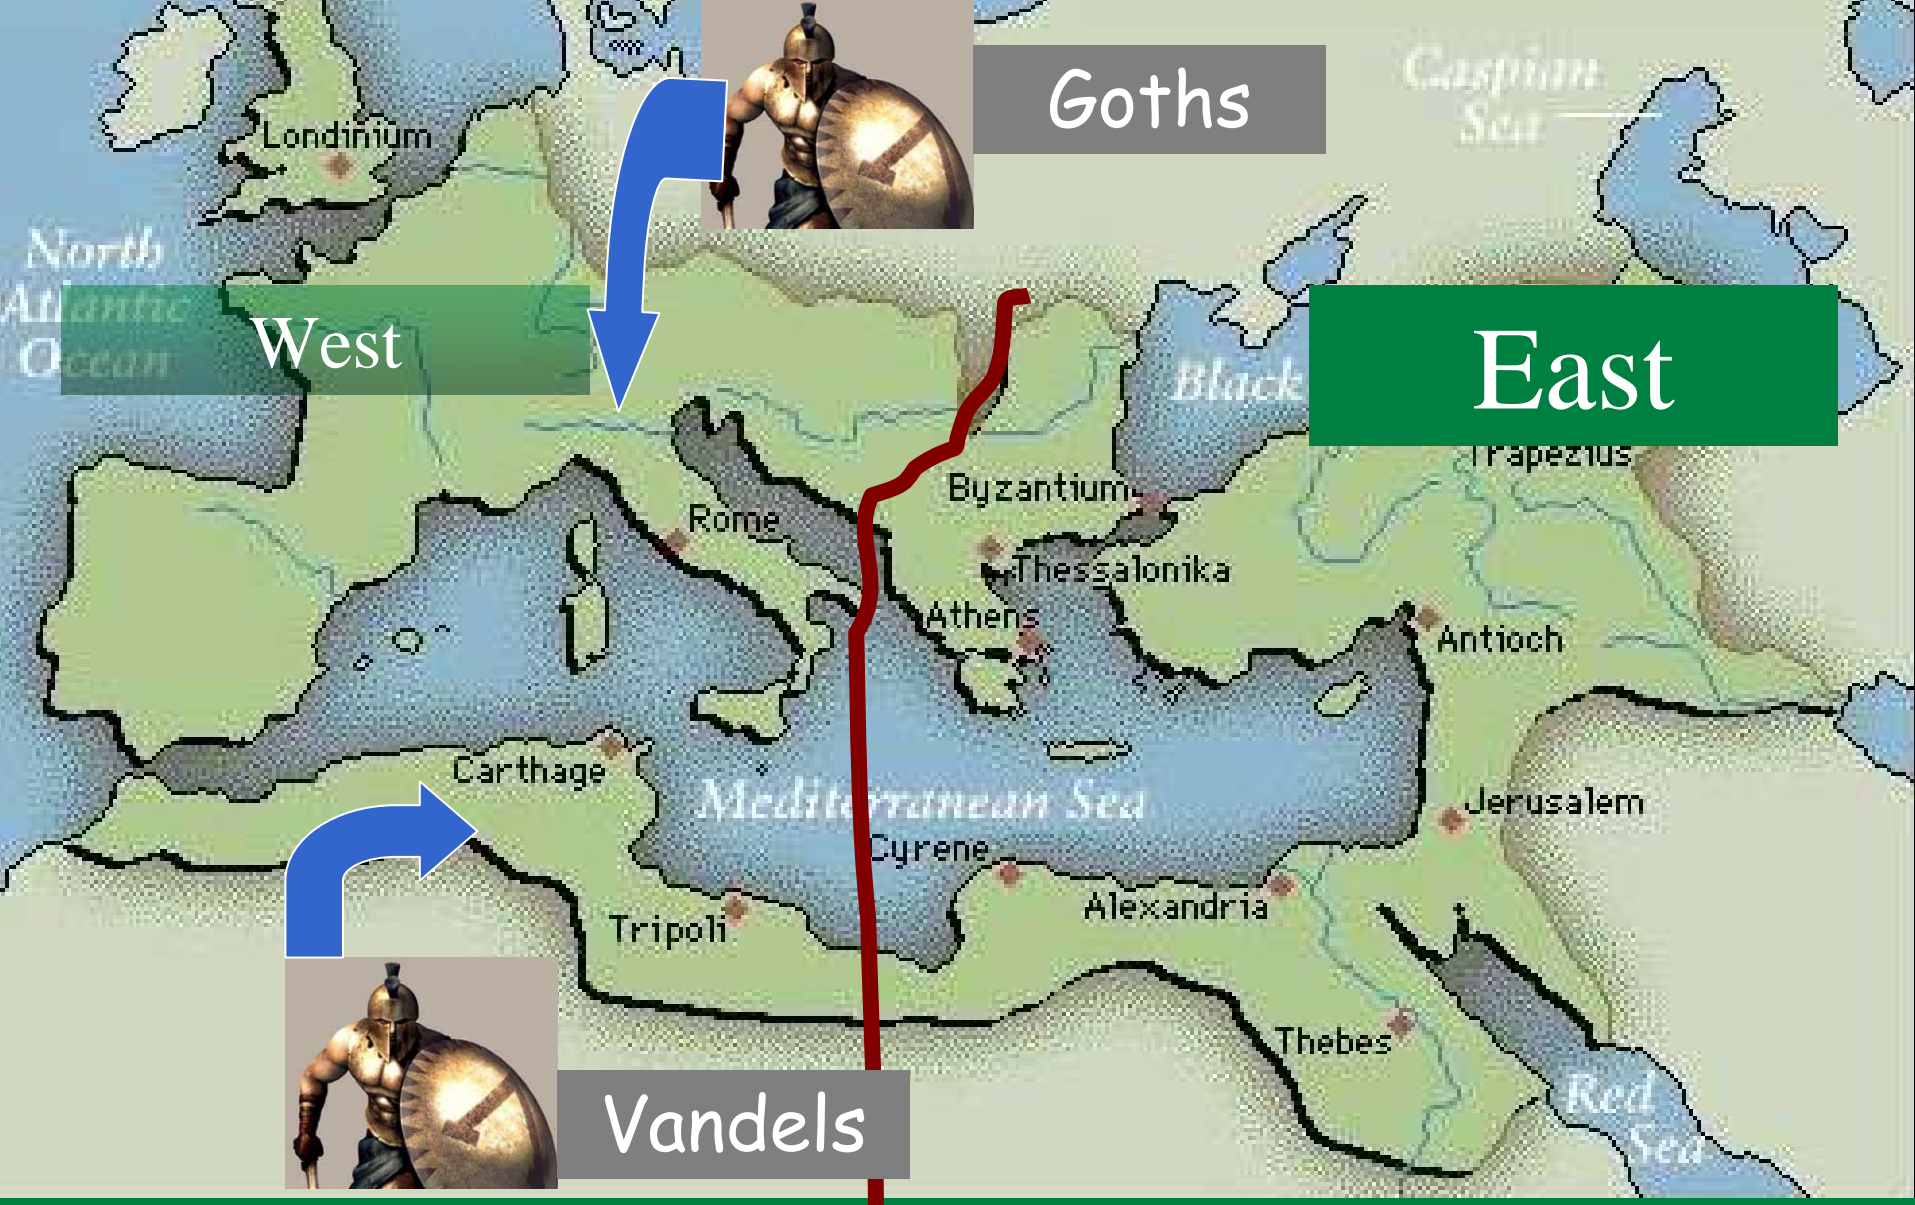 Goths
Caspian
Sea
Londinium
North
Atlantic
Ocean
West
East
Black
Trapezius
Byzantium
Rome
Thessalonika
Athens
Antioch
Carthage
Mediterranean Sea
Jerusalem
Cyrene
Alexandria
Tripoli
Thebes
Red
Sea
Vandels